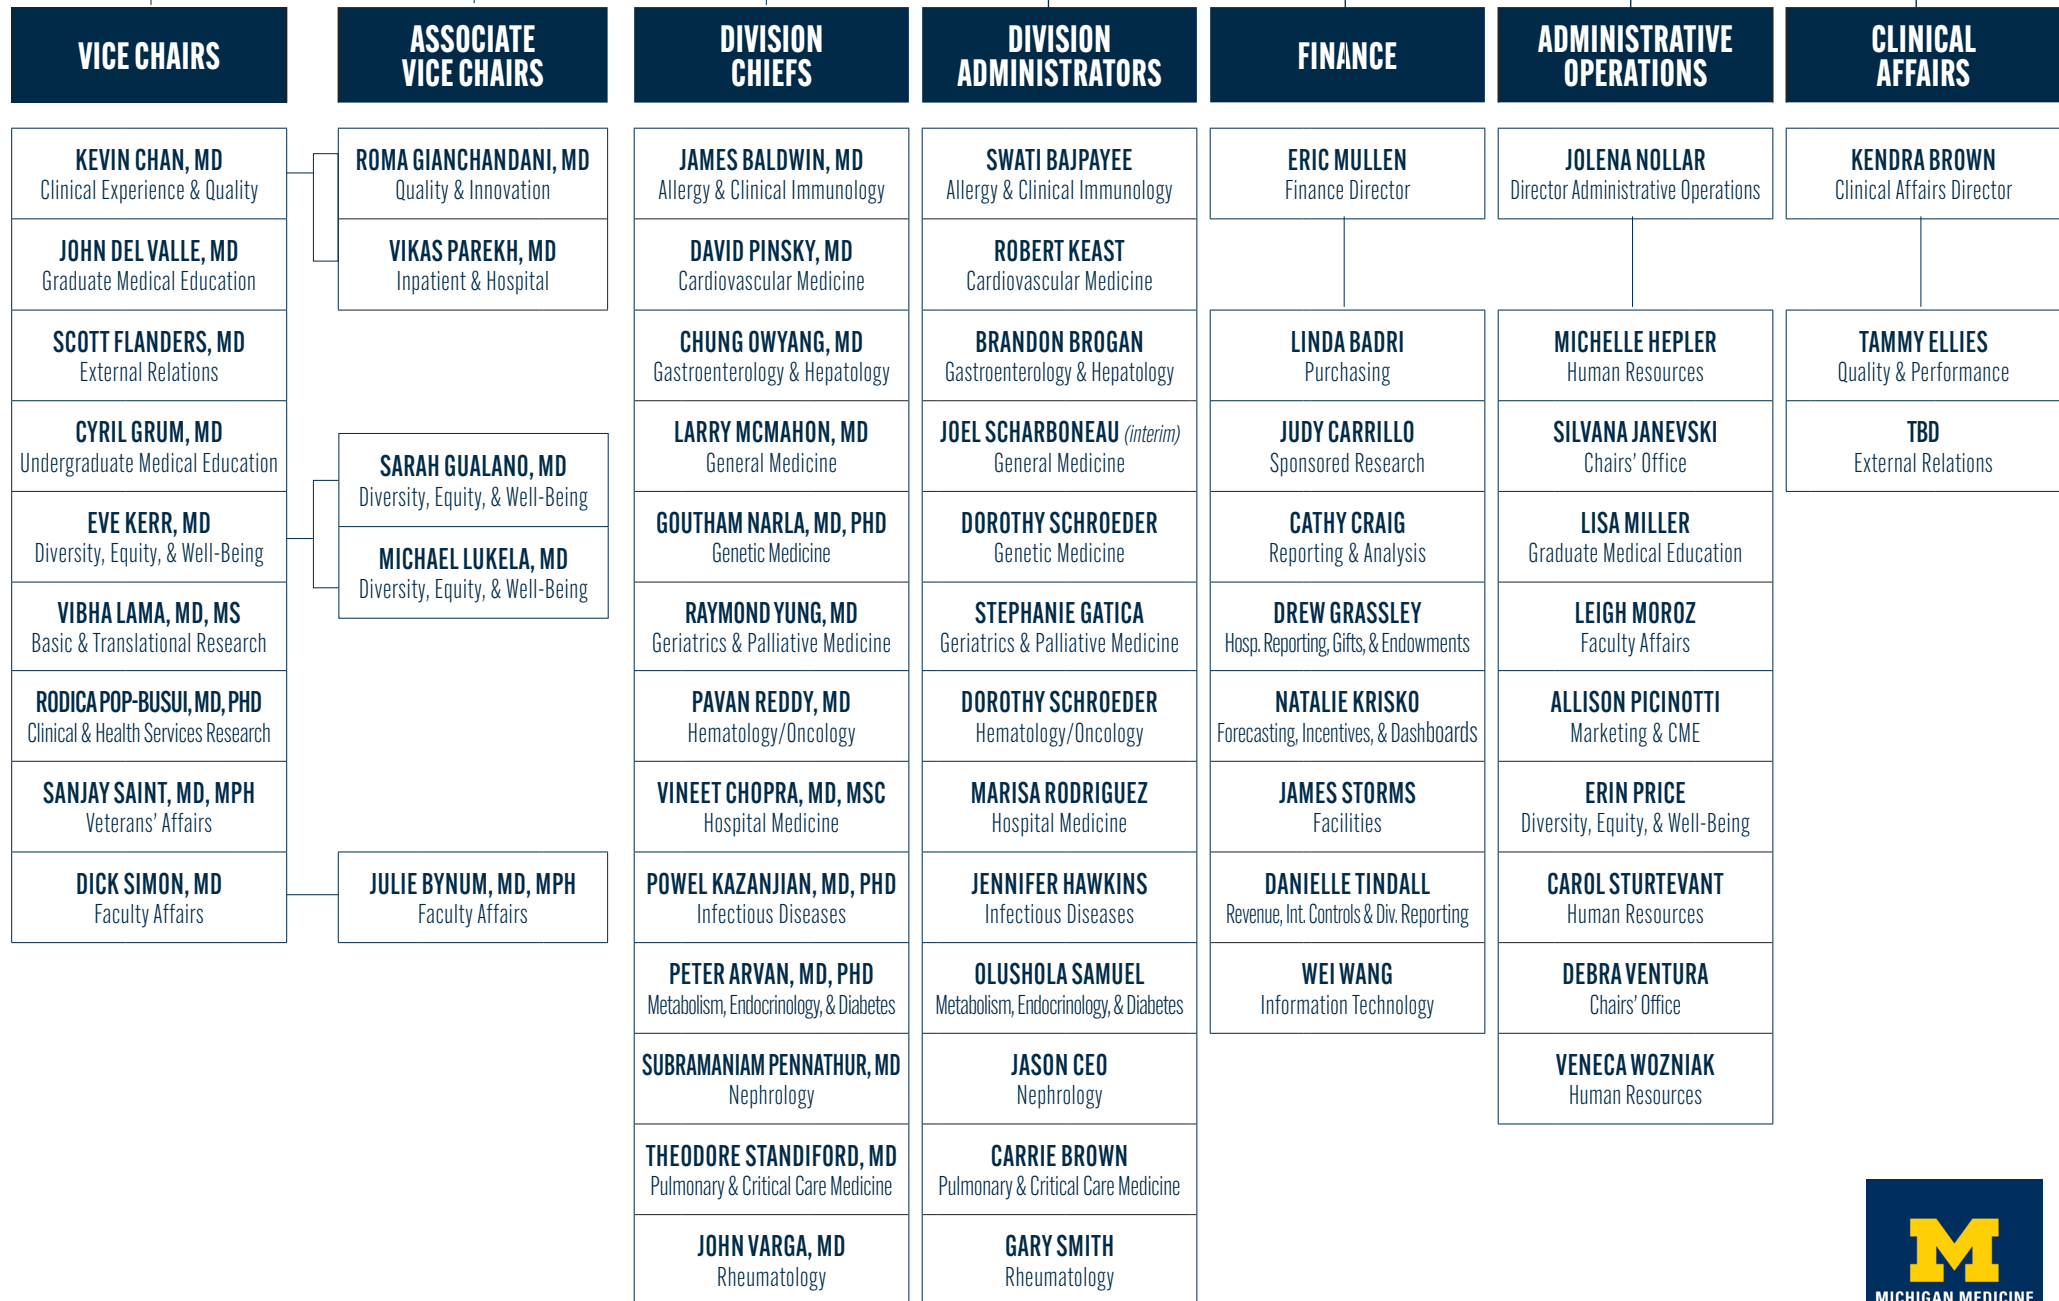 VICE CHAIRS
KEVIN CHAN, MD
Clinical Experience & Quality
JOHN DEL VALLE, MD
Graduate Medical Education
SCOTT FLANDERS, MD
External Relations
CYRIL GRUM, MD
Undergraduate Medical Education
EVE KERR, MD
Diversity, Equity, & Well-Being
VIBHA LAMA, MD, MS
Basic & Translational Research
RODICA POP-BUSUI, MD, PHD
Clinical & Health Services Research
SANJAY SAINT, MD, MPH
Veterans' Affairs
DICK SIMON, MD
Faculty Affairs
ASSOCIATE
VICE CHAIRS
ROMA GIANCHANDANI, MD
Quality & Innovation
VIKAS PAREKH, MD
Inpatient & Hospital
SARAH GUALANO, MD
Diversity, Equity, & Well-Being
MICHAEL LUKELA, MD
Diversity, Equity, & Well-Being
JULIE BYNUM, MD, MPH
Faculty Affairs
DIVISION
CHIEFS
JAMES BALDWIN, MD
Allergy & Clinical Immunology
DAVID PINSKY, MD
Cardiovascular Medicine
CHUNG OWYANG, MD
Gastroenterology & Hepatology
LARRY MCMAHON, MD
General Medicine
GOUTHAM NARLA, MD, PHD
Genetic Medicine
RAYMOND YUNG, MD
Geriatrics & Palliative Medicine
PAVAN REDDY, MD
Hematology/Oncology
VINEET CHOPRA, MD, MSC
Hospital Medicine
POWEL KAZANJIAN, MD, PHD
Infectious Diseases
PETER ARVAN, MD, PHD
Metabolism, Endocrinology, & Diabetes
SUBRAMANIAM PENNATHUR, MD
Nephrology
THEODORE STANDIFORD, MD
Pulmonary & Critical Care Medicine
JOHN VARGA, MD
Rheumatology
DIVISION
ADMINISTRATORS
SWATI BAJPAYEE
Allergy & Clinical Immunology
ROBERT KEAST
Cardiovascular Medicine
BRANDON BROGAN
Gastroenterology & Hepatology
JOEL SCHARBONEAU (interim)
General Medicine
DOROTHY SCHROEDER
Genetic Medicine
STEPHANIE GATICA
Geriatrics & Palliative Medicine
DOROTHY SCHROEDER
Hematology/Oncology
MARISA RODRIGUEZ
Hospital Medicine
JENNIFER HAWKINS
Infectious Diseases
OLUSHOLA SAMUEL
Metabolism, Endocrinology, & Diabetes
JASON CEO
Nephrology
CARRIE BROWN
Pulmonary & Critical Care Medicine
GARY SMITH
Rheumatology
FINANCE
ERIC MULLEN
Finance Director
LINDA BADRI
Purchasing
JUDY CARRILLO
Sponsored Research
CATHY CRAIG
Reporting & Analysis
DREW GRASSLEY
Hosp. Reporting, Gifts, & Endowments
NATALIE KRISKO
Forecasting, Incentives, & Dashboards
JAMES STORMS
Facilities
DANIELLE TINDALL
Revenue, Int. Controls & Div. Reporting
WEI WANG
Information Technology
ADMINISTRATIVE
OPERATIONS
JOLENA NOLLAR
Director Administrative Operations
MICHELLE HEPLER
Human Resources
SILVANA JANEVSKI
Chairs' Office
LISA MILLER
Graduate Medical Education
LEIGH MOROZ
Faculty Affairs
ALLISON PICINOTTI
Marketing & CME
ERIN PRICE
Diversity, Equity, & Well-Being
CAROL STURTEVANT
Human Resources
DEBRA VENTURA
Chairs' Office
VENECA WOZNIAK
Human Resources
CLINICAL
AFFAIRS
KENDRA BROWN
Clinical Affairs Director
TAMMY ELLIES
Quality & Performance
TBD
External Relations
M
MICHIGAN MEDICINE